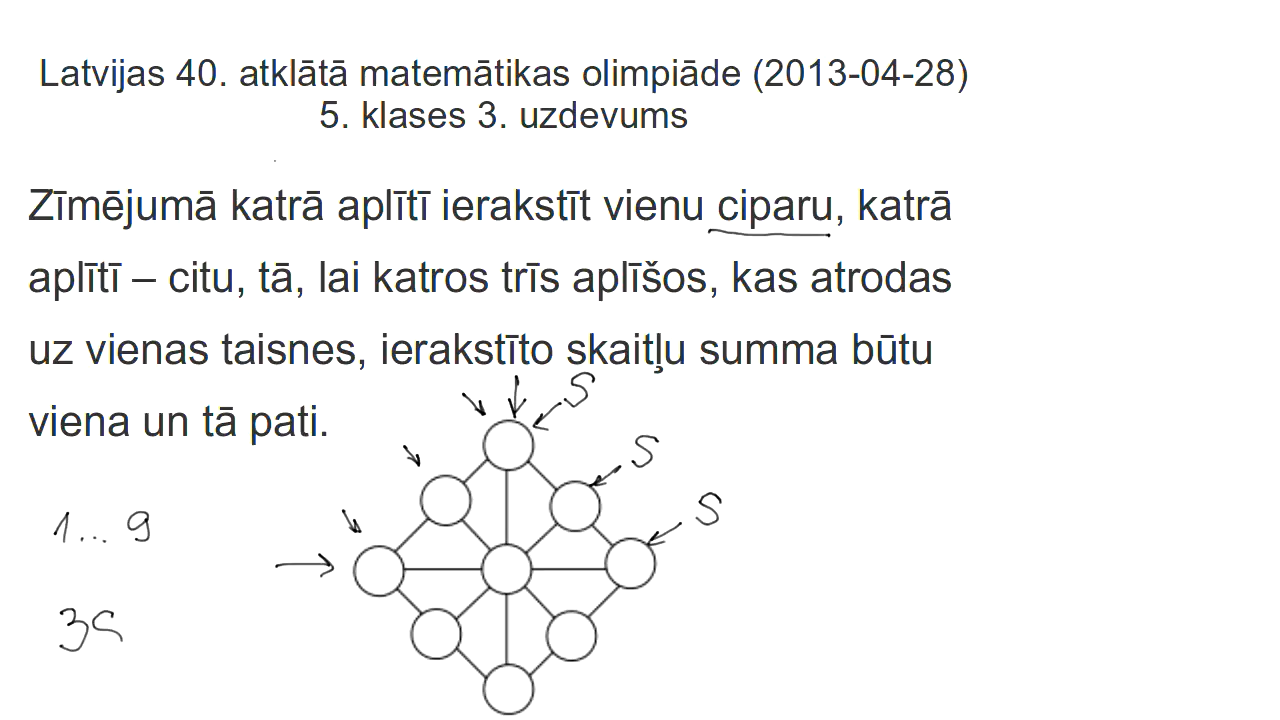 Latvijas 40. atklātā matemātikas olimpiāde (2013-04-28)
5. klases 3. uzdevums
Zīmējumā katrā aplītī ierakstīt vienu ciparu, katrā
aplītī – citu, tā, lai katros trīs aplīšos, kas atrodas
uz vienas taisnes, ierakstīto skaitļu summa būtu
viena un tā pati.
S
S
S
1... 9
3S